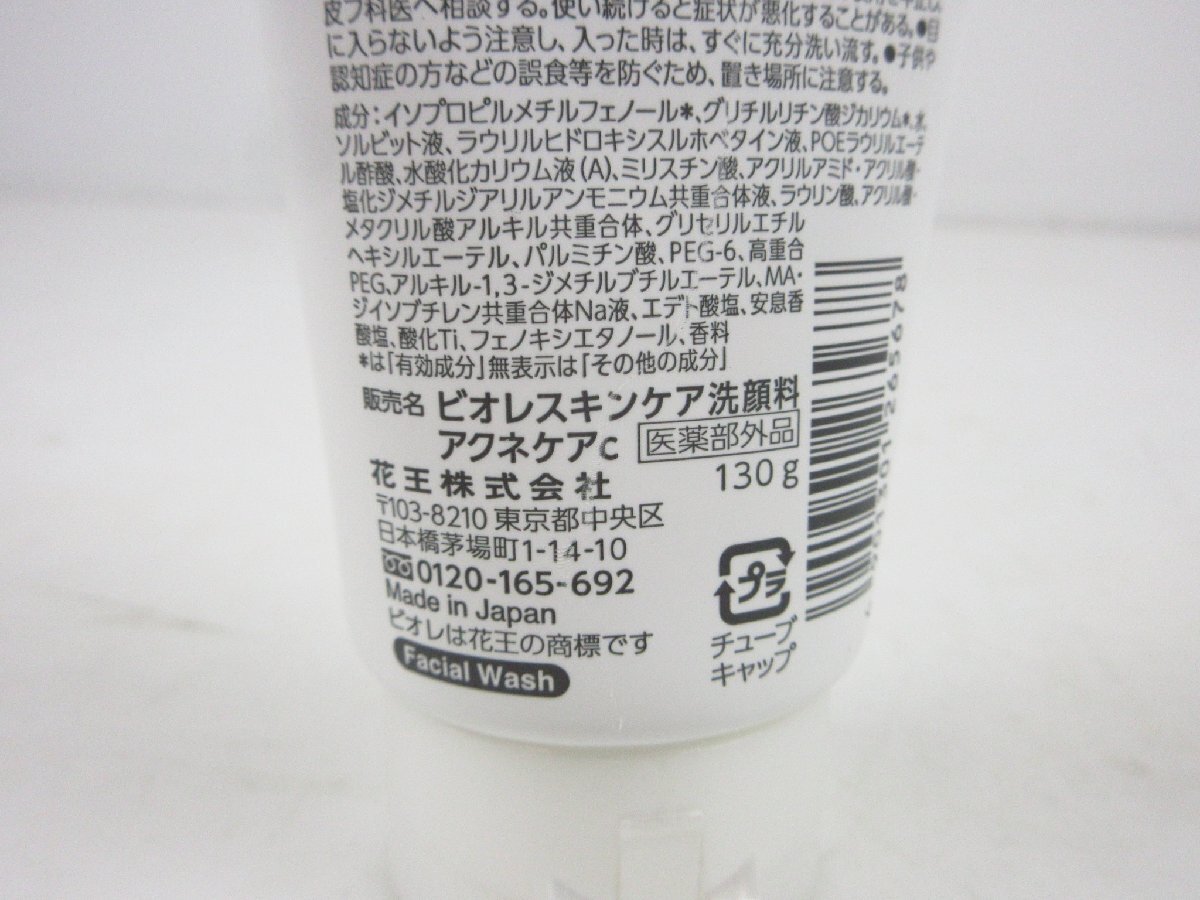 皮フ科医へ相談する。使い続けると症状が悪化することがある。●目
に入らないよう注意し、入った時は、すぐに充分洗い流す。●子供や
認知症の方などの誤食等を防ぐため、置き場所に注意する。
成分：イソプロピルメチルフェノール*、グリチルリチン酸ジカリウム*、水、
ソルビット液、ラウリルヒドロキシスルホベタイン液、POEラウリルエーテ
ル酢酸、水酸化カリウム液（A）、ミリスチン酸、アクリルアミド・アクリル酸・
塩化ジメチルジアリルアンモニウム共重合体液、ラウリン酸、アクリル酸・
メタクリル酸アルキル共重合体、グリセリルエチル
ヘキシルエーテル、パルミチン酸、PEG-6、高重合
PEG、アルキル-1,3-ジメチルブチルエーテル、MA・
ジイソブチレン共重合体Na液、エデト酸塩、安息香
酸塩、酸化Ti、フェノキシエタノール、香料
*は「有効成分」無表示は「その他の成分」
販売名 ビオレスキンケア洗顔料
アクネケアc 医薬部外品
花王株式会社 130g
〒103-8210 東京都中央区
日本橋茅場町1-14-10
0120-165-692
Made in Japan
ビオレは花王の商標です
Facial Wash
プラ
チューブ
キャップ